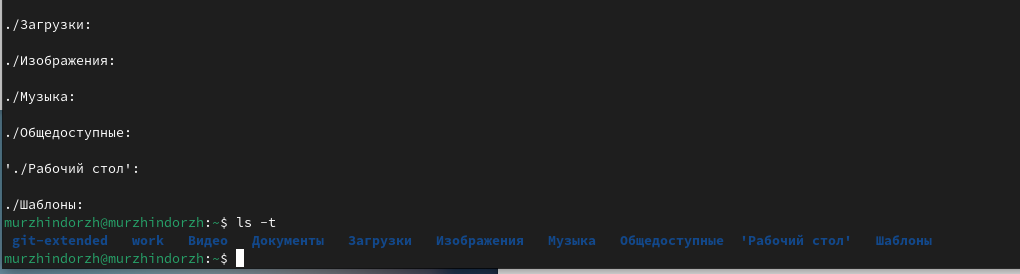 ./Загрузки:
./Изображения:
./Музыка:
./Общедоступные:
'./Рабочий стол':
./Шаблоны:
murzhindorzh@murzhindorzh:~$ ls -t
git-extended work Видео Документы Загрузки Изображения Музыка Общедоступные 'Рабочий стол' Шаблоны
murzhindorzh@murzhindorzh:~$